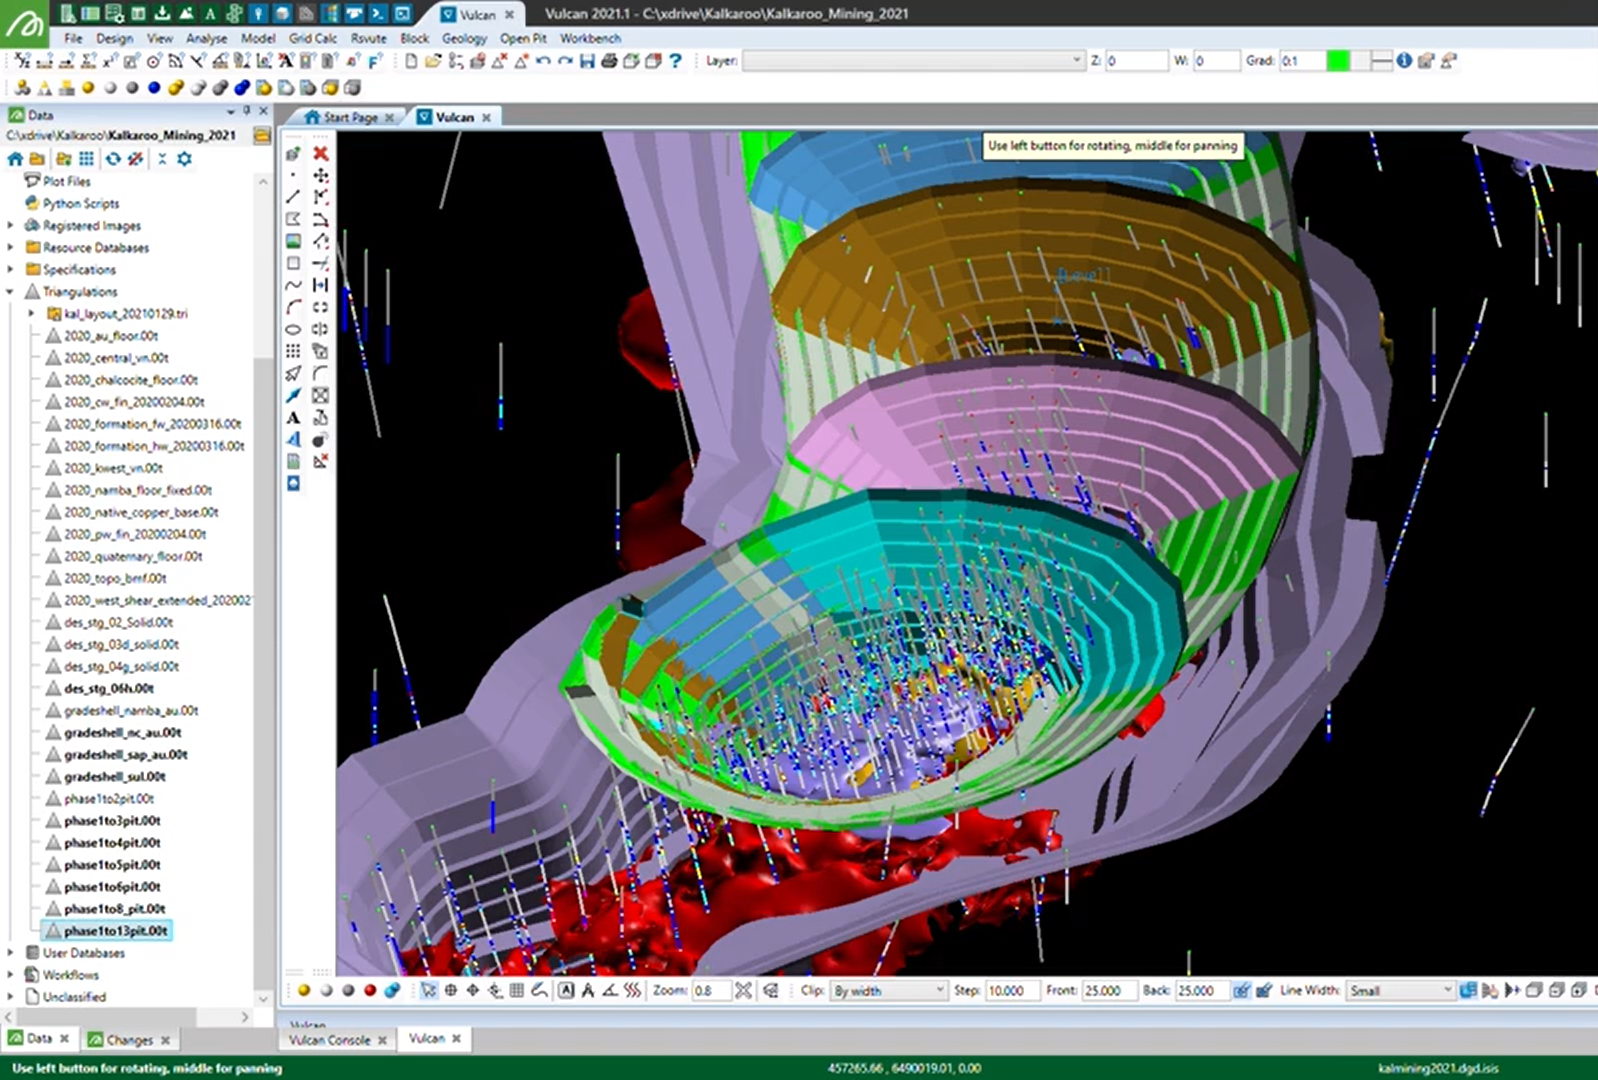 Vulcan
Vulcan 2021.1 - C:\xdrive\Kalkaroo\Kalkaroo_Mining_2021
File Design View Analyse Model Grid Calc Rsvute Block Geology Open Pit Workbench
Layer: Z: 0 W: 0 Grad: 0:1
Data
C:\xdrive\Kalkaroo\Kalkaroo_Mining_2021
Start Page Vulcan
Use left button for rotating, middle for panning
Plot Files
Python Scripts
Registered Images
Resource Databases
Specifications
Triangulations
kal_layout_20210129.tri
2020_au_floor.00t
2020_central_vn.00t
2020_chalcocite_floor.00t
2020_cw_fin_20200204.00t
2020_formation_fw_20200316.00t
2020_formation_hw_20200316.00t
2020_kwest_vn.00t
2020_namba_floor_fixed.00t
2020_native_copper_base.00t
2020_pw_fin_20200204.00t
2020_quaternary_floor.00t
2020_topo_bmf.00t
2020_west_shear_extended_202002
des_stg_02_Solid.00t
des_stg_03d_solid.00t
des_stg_04g_solid.00t
des_stg_06h.00t
gradeshell_namba_au.00t
gradeshell_nc_au.00t
gradeshell_sap_au.00t
gradeshell_sul.00t
phase1to2pit.00t
phase1to3pit.00t
phase1to4pit.00t
phase1to5pit.00t
phase1to6pit.00t
phase1to8_pit.00t
phase1to13pit.00t
User Databases
Workflows
Unclassified
Zoom: 0.8 Clip: By width Step: 10.000 Front: 25.000 Back: 25.000 Line Width: Small
Vulcan
Data Changes
Vulcan Console Vulcan
Use left button for rotating, middle for panning
457265.66 , 6490019.01, 0.00
kalmining2021.dgd.isis